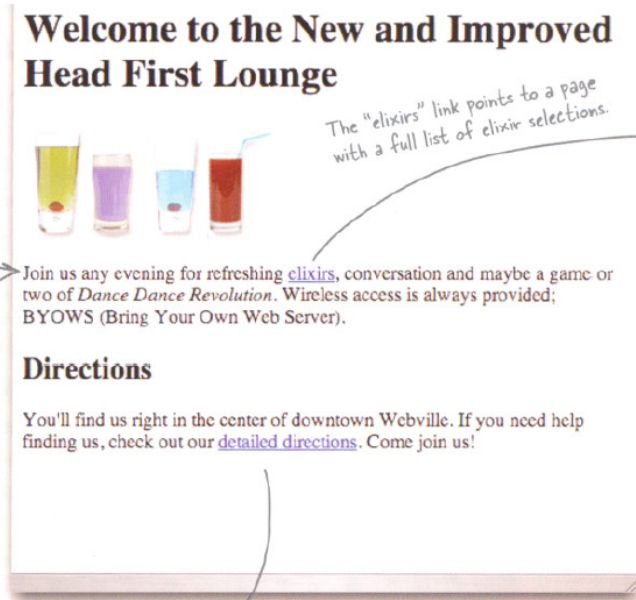 Welcome to the New and Improved
Head First Lounge
The "elixirs" link points to a page
with a full list of elixir selections.
Join us any evening for refreshing elixirs, conversation and maybe a game or
two of Dance Dance Revolution. Wireless access is always provided;
BYOWS (Bring Your Own Web Server).
Directions
You'll find us right in the center of downtown Webville. If you need help
finding us, check out our detailed directions. Come join us!